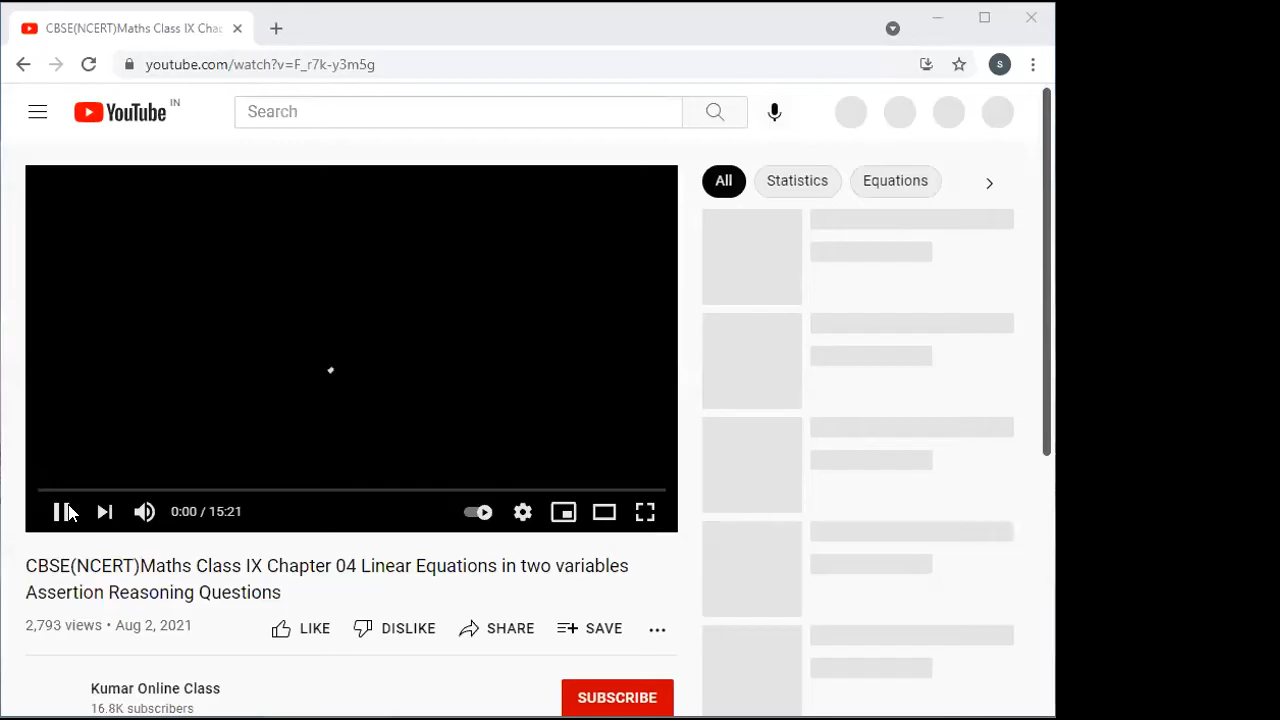 CBSE(NCERT)Maths Class IX Chap
youtube.com/watch?v=F_r7k-y3m5g
S
YouTube IN
Search
All
Statistics
Equations
0:00 / 15:21
CBSE(NCERT)Maths Class IX Chapter 04 Linear Equations in two variables
Assertion Reasoning Questions
2,793 views • Aug 2, 2021
LIKE
DISLIKE
SHARE
SAVE
Kumar Online Class
16.8K subscribers
SUBSCRIBE